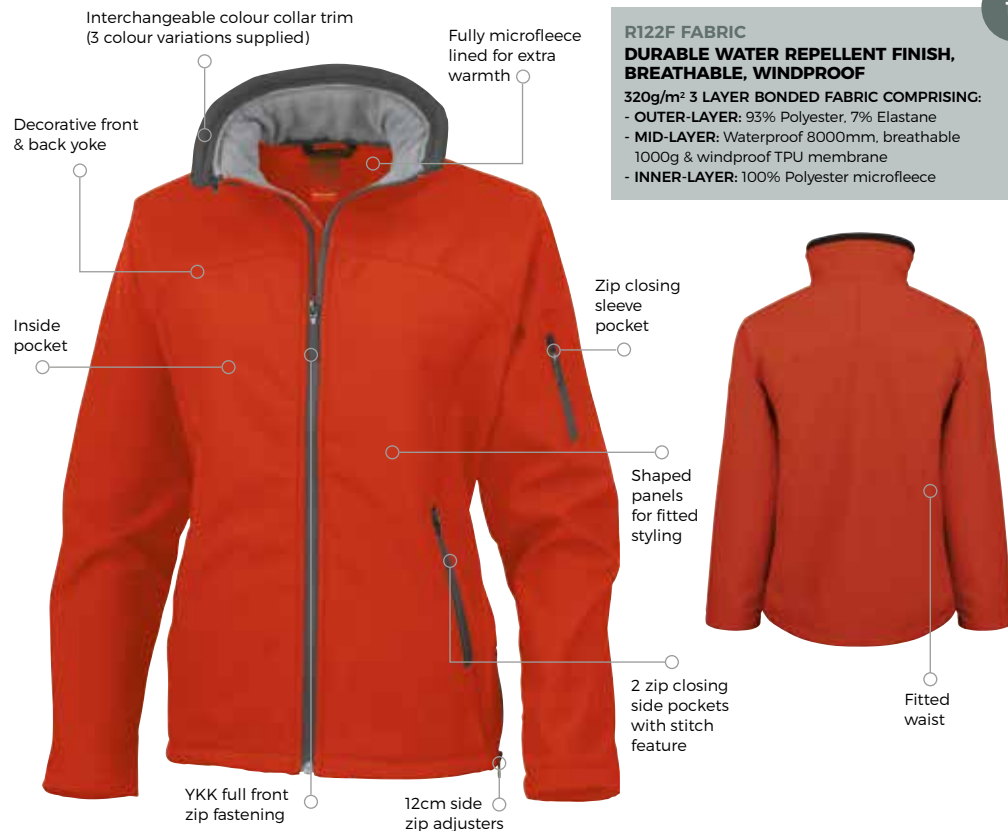 Interchangeable colour collar trim
(3 colour variations supplied)
Fully microfleece
lined for extra
warmth
Decorative front
& back yoke
Inside
pocket
R122F FABRIC
DURABLE WATER REPELLENT FINISH,
BREATHABLE, WINDPROOF
320g/m² 3 LAYER BONDED FABRIC COMPRISING:
- OUTER-LAYER: 93% Polyester, 7% Elastane
- MID-LAYER: Waterproof 8000mm, breathable
1000g & windproof TPU membrane
- INNER-LAYER: 100% Polyester microfleece
Zip closing
sleeve
pocket
Shaped
panels
for fitted
styling
2 zip closing
side pockets
with stitch
feature
Fitted
waist
YKK full front
zip fastening
12cm side
zip adjusters